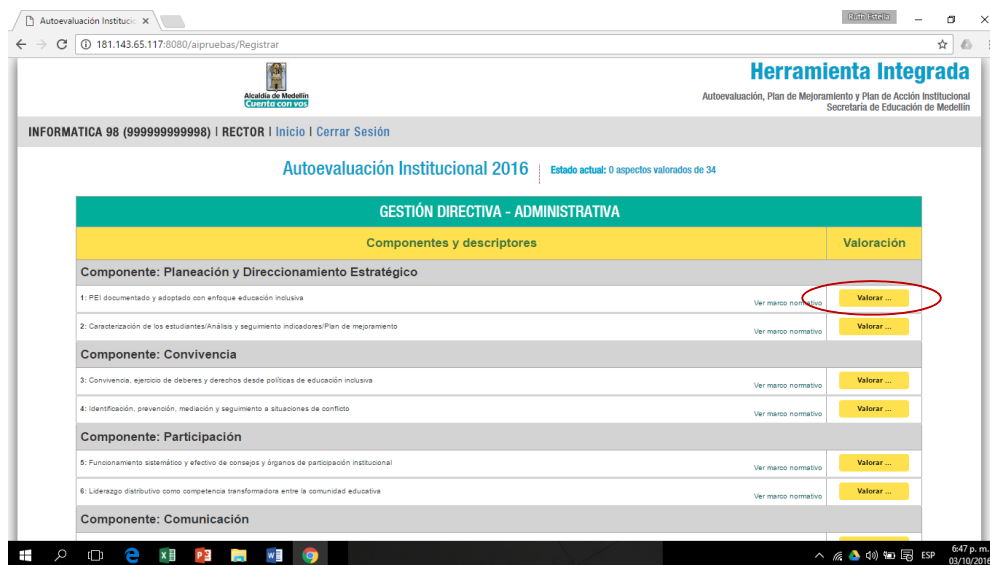 Autoevaluación Institucio
Ruth Estella
181.143.65.117:8080/aipruebas/Registrar
Alcaldía de Medellín
Cuenta con vos
Herramienta Integrada
Autoevaluación, Plan de Mejoramiento y Plan de Acción Institucional
Secretaría de Educación de Medellín
INFORMATICA 98 (999999999998) | RECTOR | Inicio | Cerrar Sesión
Autoevaluación Institucional 2016
Estado actual: 0 aspectos valorados de 34
GESTIÓN DIRECTIVA - ADMINISTRATIVA
Componentes y descriptores Valoración
Componente: Planeación y Direccionamiento Estratégico
1: PEI documentado y adoptado con enfoque educación inclusiva Ver marco normativo Valorar ...
2: Caracterización de los estudiantes/Análisis y seguimiento indicadores/Plan de mejoramiento Ver marco normativo Valorar ...
Componente: Convivencia
3: Convivencia, ejercicio de deberes y derechos desde políticas de educación inclusiva Ver marco normativo Valorar ...
4: Identificación, prevención, mediación y seguimiento a situaciones de conflicto Ver marco normativo Valorar ...
Componente: Participación
5: Funcionamiento sistemático y efectivo de consejos y órganos de participación institucional Ver marco normativo Valorar ...
6: Liderazgo distributivo como competencia transformadora entre la comunidad educativa Ver marco normativo Valorar ...
Componente: Comunicación
ESP
6:47 p. m.
03/10/2016